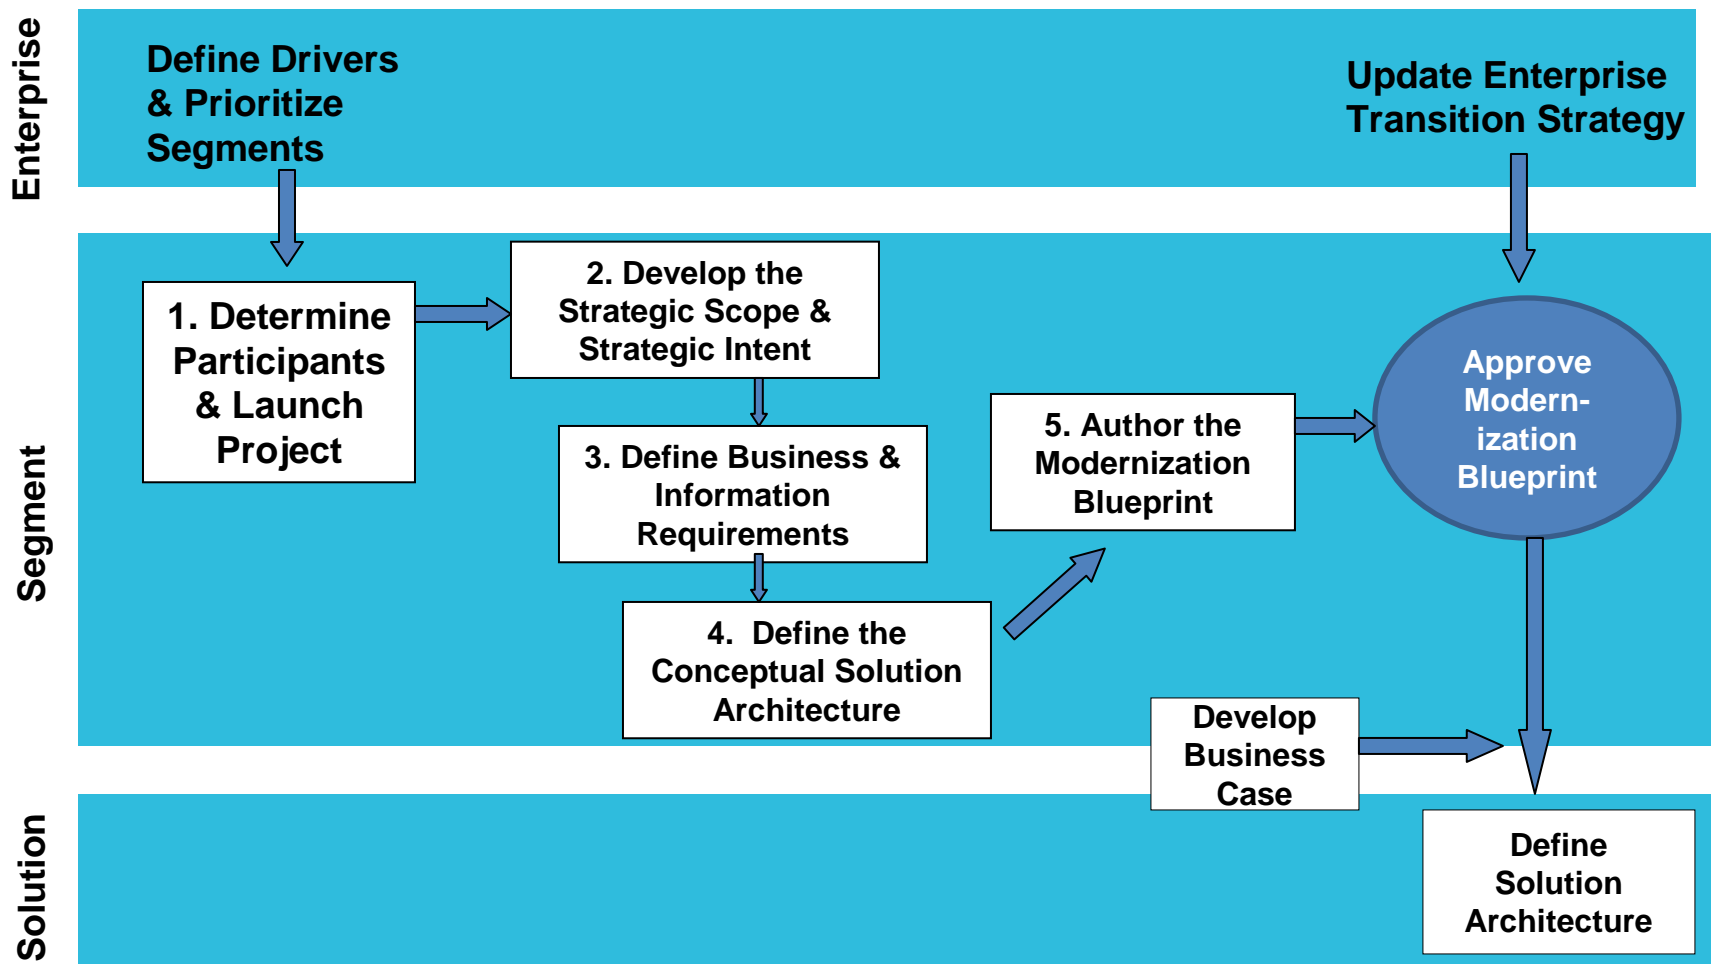 Enterprise
Define Drivers
& Prioritize
Segments
Update Enterprise
Transition Strategy
Segment
1. Determine
Participants
& Launch
Project
2. Develop the
Strategic Scope &
Strategic Intent
3. Define Business &
Information
Requirements
4. Define the
Conceptual Solution
Architecture
5. Author the
Modernization
Blueprint
Approve
Modern-
ization
Blueprint
Develop
Business
Case
Solution
Define
Solution
Architecture